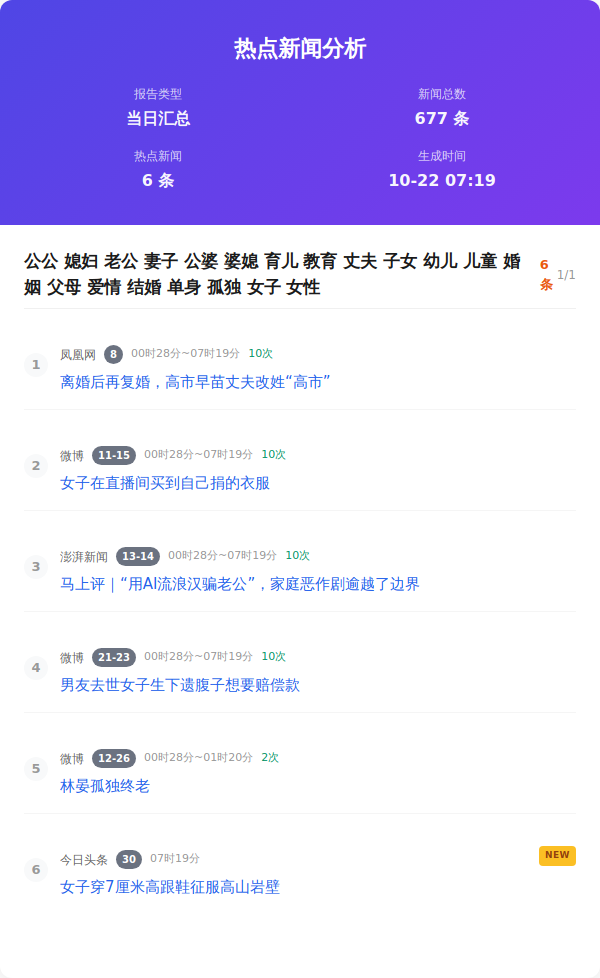 热点新闻分析
报告类型
新闻总数
当日汇总
677 条
热点新闻
生成时间
6 条
10-22 07:19
公公 媳妇 老公 妻子 公婆 婆媳 育儿 教育 丈夫 子女 幼儿 儿童 婚
姻 父母 爱情 结婚 单身 孤独 女子 女性
6
条
1/1
1
凤凰网 8 00时28分~07时19分 10次
离婚后再复婚，高市早苗丈夫改姓“高市”
2
微博 11-15 00时28分~07时19分 10次
女子在直播间买到自己捐的衣服
3
澎湃新闻 13-14 00时28分~07时19分 10次
马上评｜“用AI流浪汉骗老公”，家庭恶作剧逾越了边界
4
微博 21-23 00时28分~07时19分 10次
男友去世女子生下遗腹子想要赔偿款
5
微博 12-26 00时28分~01时20分 2次
林晏孤独终老
6
今日头条 30 07时19分
NEW
女子穿7厘米高跟鞋征服高山岩壁